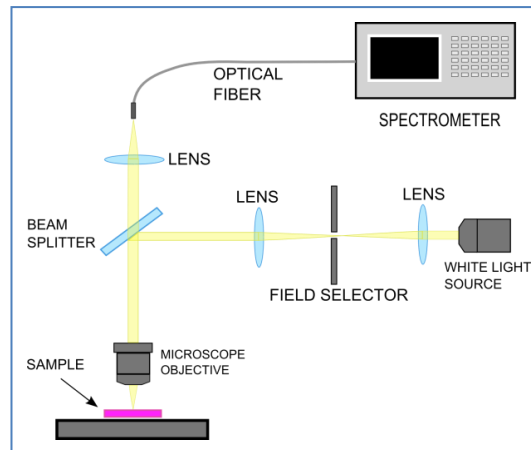 OPTICAL
FIBER
SPECTROMETER
LENS
LENS
LENS
BEAM
SPLITTER
WHITE LIGHT
SOURCE
FIELD SELECTOR
MICROSCOPE
OBJECTIVE
SAMPLE